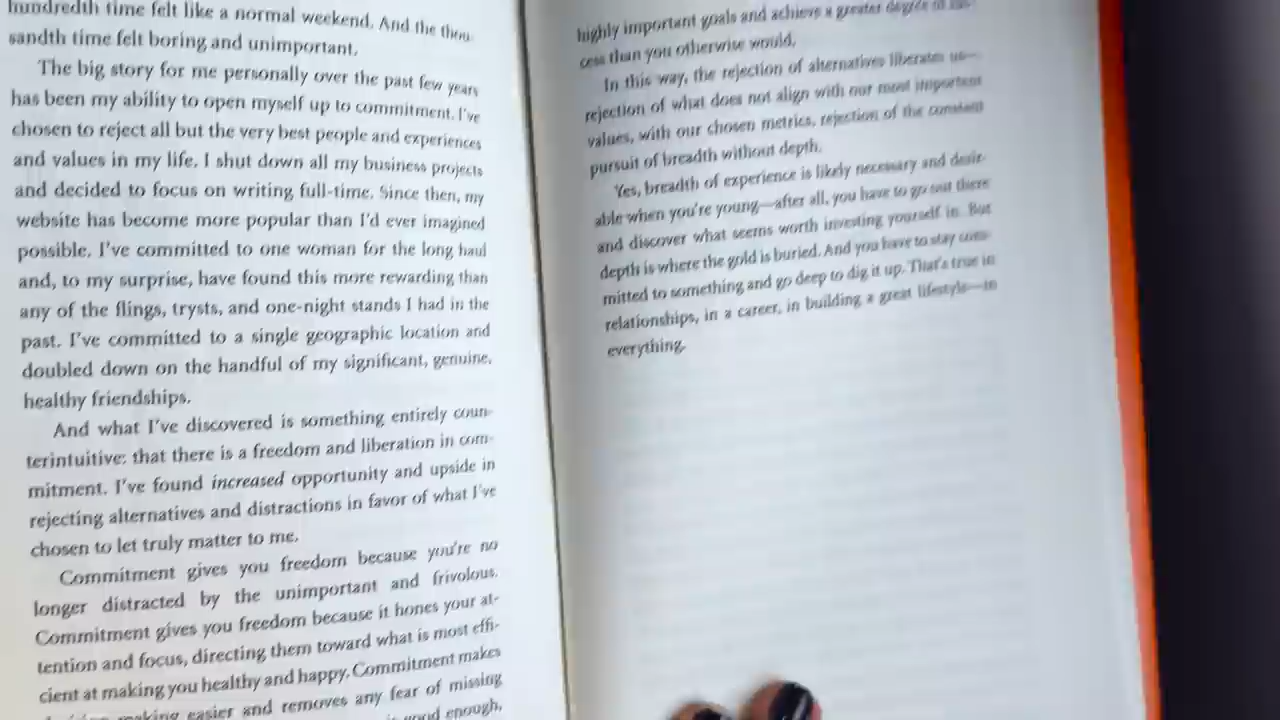 hundredth time felt like a normal weekend. And the thou-
sandth time felt boring and unimportant.
The big story for me personally over the past few years
has been my ability to open myself up to commitment. I've
chosen to reject all but the very best people and experiences
and values in my life. I shut down all my business projects
and decided to focus on writing full-time. Since then, my
website has become more popular than I'd ever imagined
possible. I've committed to one woman for the long haul
and, to my surprise, have found this more rewarding than
any of the flings, trysts, and one-night stands I had in the
past. I've committed to a single geographic location and
doubled down on the handful of my significant, genuine,
healthy friendships.
And what I've discovered is something entirely coun-
terintuitive: that there is a freedom and liberation in com-
mitment. I've found increased opportunity and upside in
rejecting alternatives and distractions in favor of what I've
chosen to let truly matter to me.
Commitment gives you freedom because you're no
longer distracted by the unimportant and frivolous.
Commitment gives you freedom because it hones your at-
tention and focus, directing them toward what is most effi-
cient at making you healthy and happy. Commitment makes
making easier and removes any fear of missing
good enough,
highly important goals and achieve a greater degree of suc-
cess than you otherwise would.
In this way, the rejection of alternatives liberates us—
rejection of what does not align with our most important
values, with our chosen metrics, rejection of the constant
pursuit of breadth without depth.
Yes, breadth of experience is likely necessary and desir-
able when you're young—after all, you have to go out there
and discover what seems worth investing yourself in. But
depth is where the gold is buried. And you have to stay com-
mitted to something and go deep to dig it up. That's true in
relationships, in a career, in building a great lifestyle—in
everything.